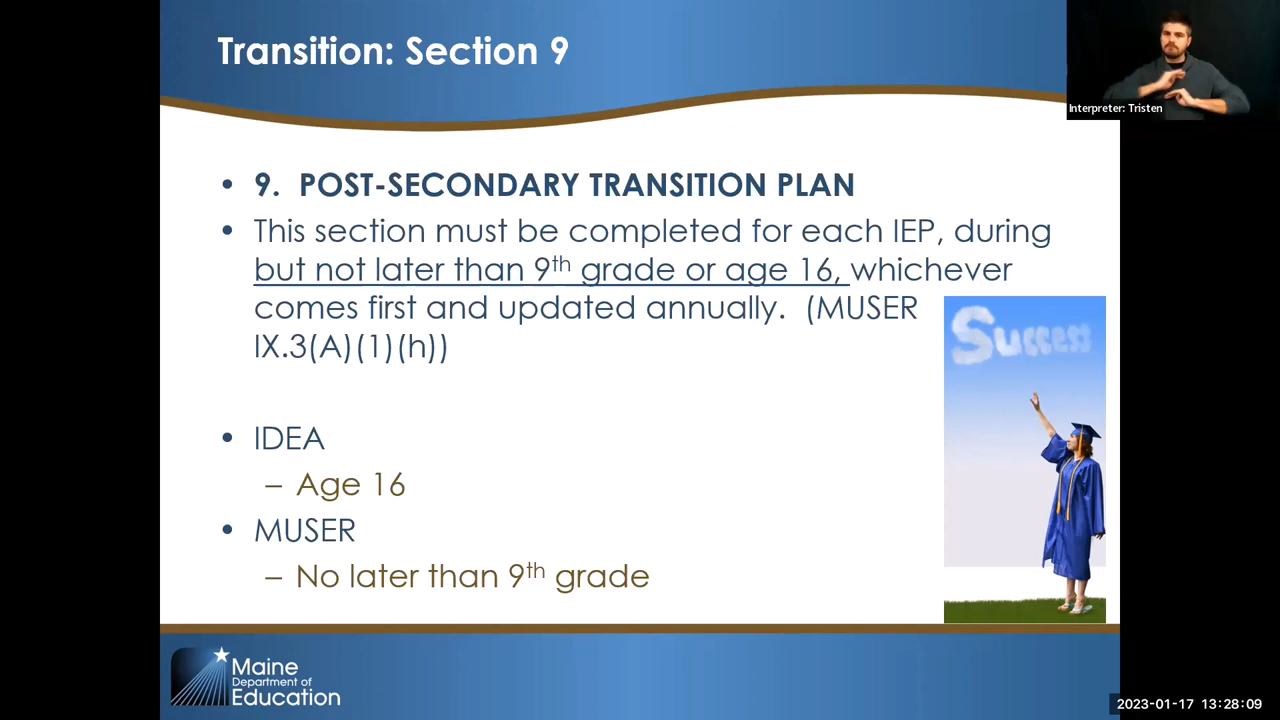 Transition: Section 9
Interpreter: Tristen
• 9. POST-SECONDARY TRANSITION PLAN
• This section must be completed for each IEP, during
but not later than 9th grade or age 16, whichever
comes first and updated annually. (MUSER
IX.3(A)(1)(h))
Success
• IDEA
– Age 16
• MUSER
– No later than 9th grade
Maine
Department of
Education
2023-01-17 13:28:09